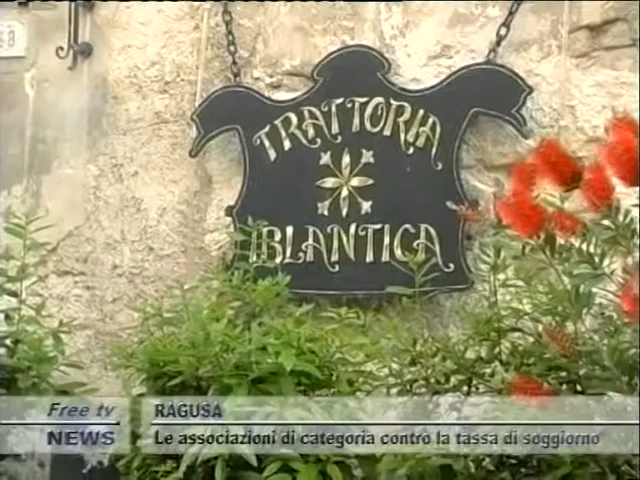 TRATTORIA
IBLANTICA
Free tv
NEWS
RAGUSA
Le associazioni di categoria contro la tassa di soggiorno